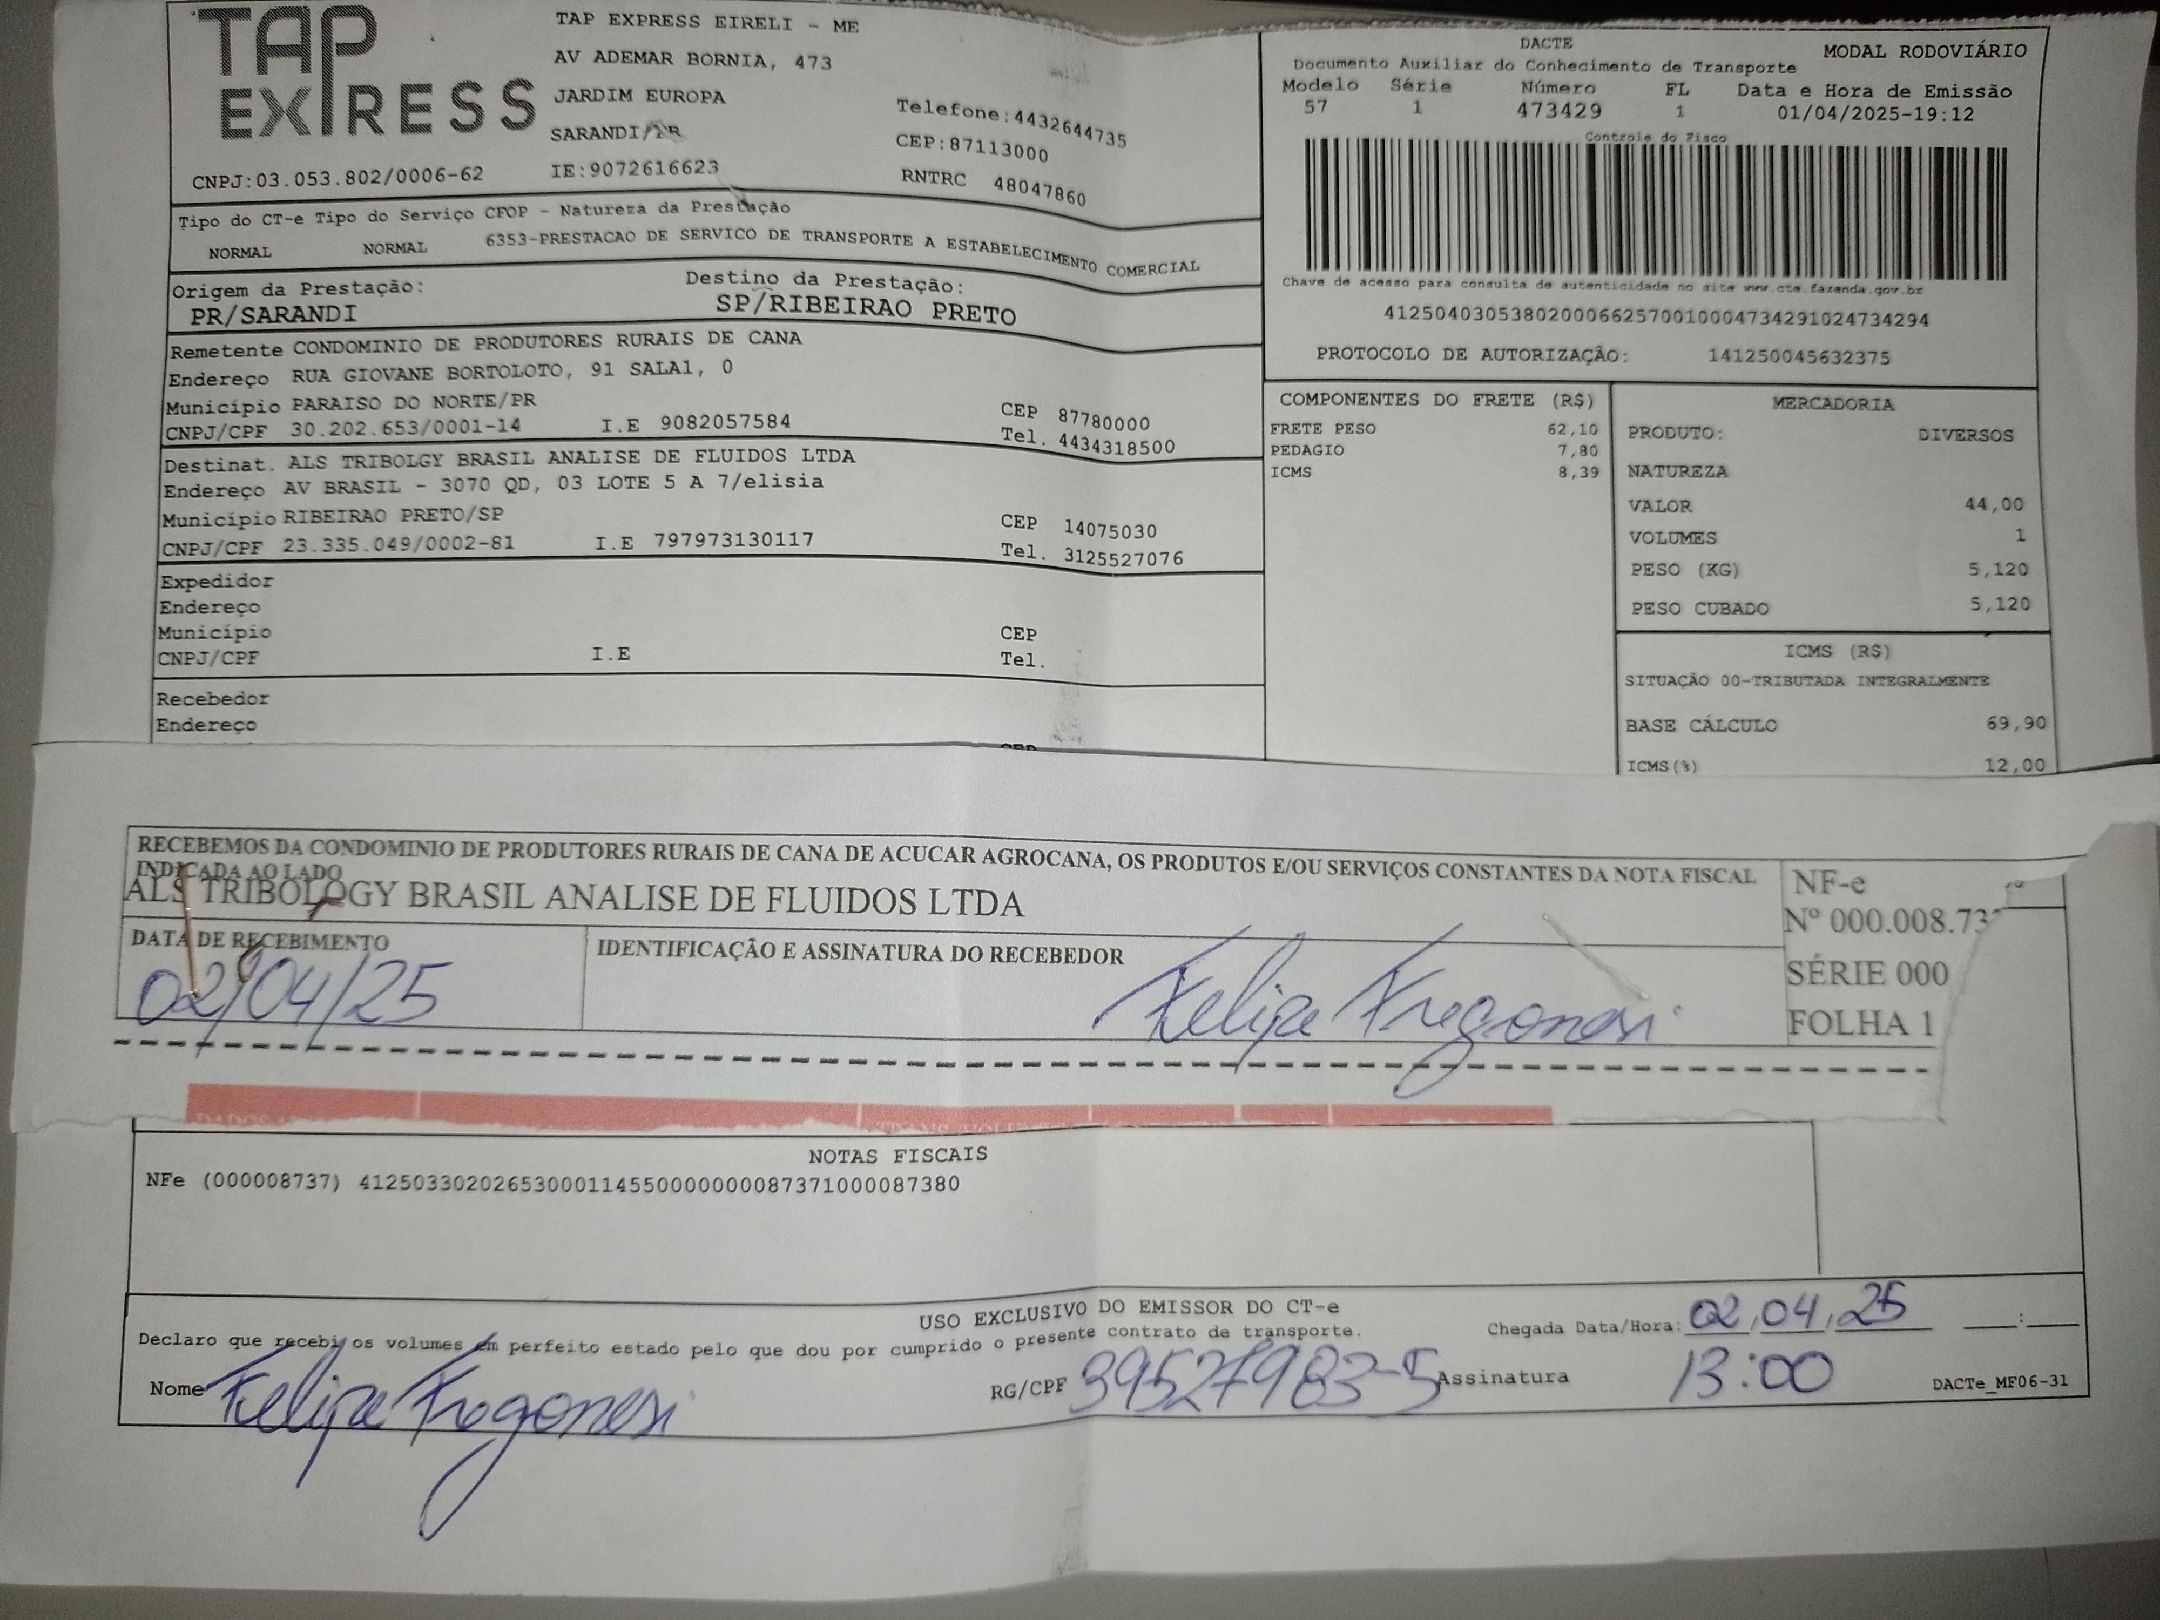 TAP EXPRESS
TAP EXPRESS EIRELI - ME
AV ADEMAR BORNIA, 473
JARDIM EUROPA
SARANDI/PR
IE:9072616623
CNPJ:03.053.802/0006-62
Telefone:4432644735
CEP:87113000
RNTRC 48047860
Tipo do CT-e Tipo do Serviço CFOP - Natureza da Prestação
NORMAL NORMAL 6353-PRESTACAO DE SERVICO DE TRANSPORTE A ESTABELECIMENTO COMERCIAL
Origem da Prestação: Destino da Prestação:
PR/SARANDI SP/RIBEIRAO PRETO
Remetente CONDOMINIO DE PRODUTORES RURAIS DE CANA
Endereço RUA GIOVANE BORTOLOTO, 91 SALA1, 0
Município PARAISO DO NORTE/PR CEP 87780000
CNPJ/CPF 30.202.653/0001-14 I.E 9082057584 Tel. 4434318500
Destinat. ALS TRIBOLGY BRASIL ANALISE DE FLUIDOS LTDA
Endereço AV BRASIL - 3070 QD, 03 LOTE 5 A 7/elisia
Município RIBEIRAO PRETO/SP CEP 14075030
CNPJ/CPF 23.335.049/0002-81 I.E 797973130117 Tel. 3125527076
Expedidor
Endereço
Município CEP
CNPJ/CPF I.E Tel.
Recebedor
Endereço
DACTE MODAL RODOVIÁRIO
Documento Auxiliar do Conhecimento de Transporte
Modelo Série Número FL Data e Hora de Emissão
57 1 473429 1 01/04/2025-19:12
Controle do Fisco
Chave de acesso para consulta de autenticidade no site www.cte.fazenda.gov.br
41250403053802000662570010004734291024734294
PROTOCOLO DE AUTORIZAÇÃO: 141250045632375
COMPONENTES DO FRETE (R$)
FRETE PESO 62,10
PEDAGIO 7,80
ICMS 8,39
MERCADORIA
PRODUTO: DIVERSOS
NATUREZA
VALOR 44,00
VOLUMES 1
PESO (KG) 5,120
PESO CUBADO 5,120
ICMS (R$)
SITUAÇÃO 00-TRIBUTADA INTEGRALMENTE
BASE CÁLCULO 69,90
ICMS(%) 12,00
RECEBEMOS DA CONDOMINIO DE PRODUTORES RURAIS DE CANA DE ACUCAR AGROCANA, OS PRODUTOS E/OU SERVIÇOS CONSTANTES DA NOTA FISCAL
INDICADA AO LADO
ALS TRIBOLOGY BRASIL ANALISE DE FLUIDOS LTDA
DATA DE RECEBIMENTO
02/04/25
IDENTIFICAÇÃO E ASSINATURA DO RECEBEDOR
Felipe Fregonesi
NF-e
Nº 000.008.73
SÉRIE 000
FOLHA 1
NOTAS FISCAIS
NFe (000008737) 41250330202653000114550000000087371000087380
USO EXCLUSIVO DO EMISSOR DO CT-e
Declaro que recebi os volumes em perfeito estado pelo que dou por cumprido o presente contrato de transporte.
Chegada Data/Hora: 02/04/25 __:__
Nome Felipe Fregonesi RG/CPF 39527983-5 Assinatura 13:00
DACTe_MF06-31